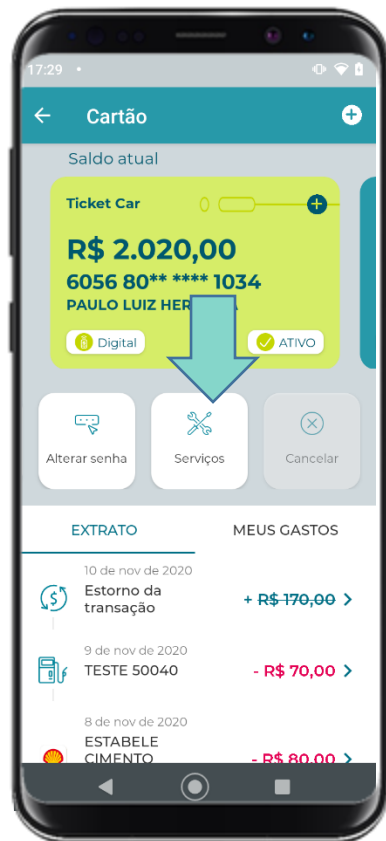 17:29
Cartão
Saldo atual
Ticket Car
R$ 2.020,00
6056 80** **** 1034
PAULO LUIZ
Digital
ATIVO
Alterar senha
Serviços
Cancelar
EXTRATO
MEUS GASTOS
10 de nov de 2020
Estorno da
transação
+ R$ 170,00
9 de nov de 2020
TESTE 50040
- R$ 70,00
8 de nov de 2020
ESTABELE
CIMENTO
- R$ 80,00